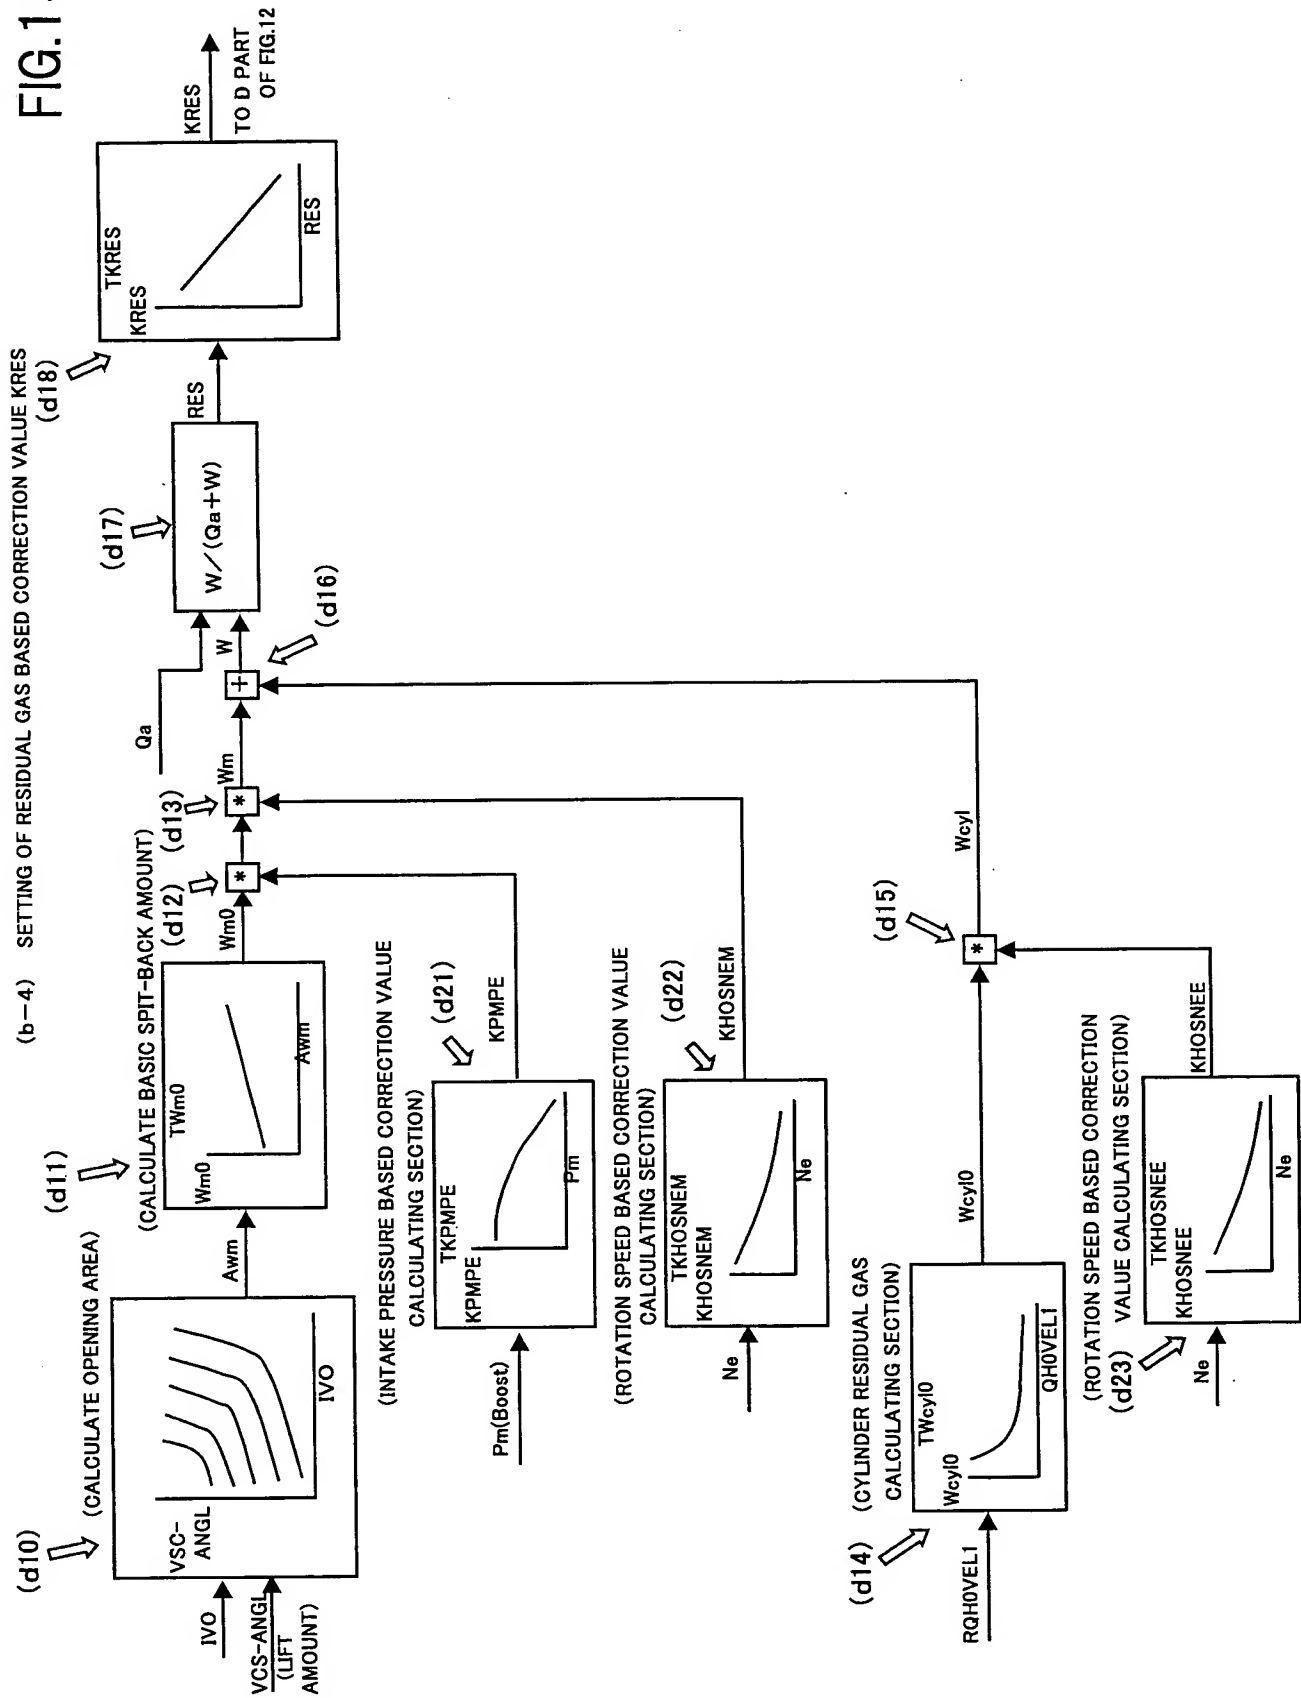 FIG.1
(b-4) SETTING OF RESIDUAL GAS BASED CORRECTION VALUE KRES
(d10)
(CALCULATE OPENING AREA)
VSC-
ANGL
IVO
IVO
VCS-ANGL
(LIFT
AMOUNT)
Awm
(d11)
(CALCULATE BASIC SPIT-BACK AMOUNT)
TWm0
Wm0
Awm
Wm0
(d12)
*
(d13)
*
Wm
Qa
+
(d16)
W
(d17)
W/(Qa+W)
RES
(d18)
TKRES
KRES
RES
KRES
TO D PART
OF FIG.12
(INTAKE PRESSURE BASED CORRECTION VALUE
CALCULATING SECTION)
(d21)
Pm(Boost)
TKPMPE
KPMPE
Pm
KPMPE
(ROTATION SPEED BASED CORRECTION VALUE
CALCULATING SECTION)
(d22)
Ne
TKHOSNEM
KHOSNEM
Ne
KHOSNEM
(d14)
(CYLINDER RESIDUAL GAS
CALCULATING SECTION)
RQH0VEL1
TWcyl0
Wcyl0
QH0VEL1
Wcyl0
(d15)
*
Wcyl
(ROTATION SPEED BASED CORRECTION
VALUE CALCULATING SECTION)
(d23)
Ne
TKHOSNEE
KHOSNEE
Ne
KHOSNEE